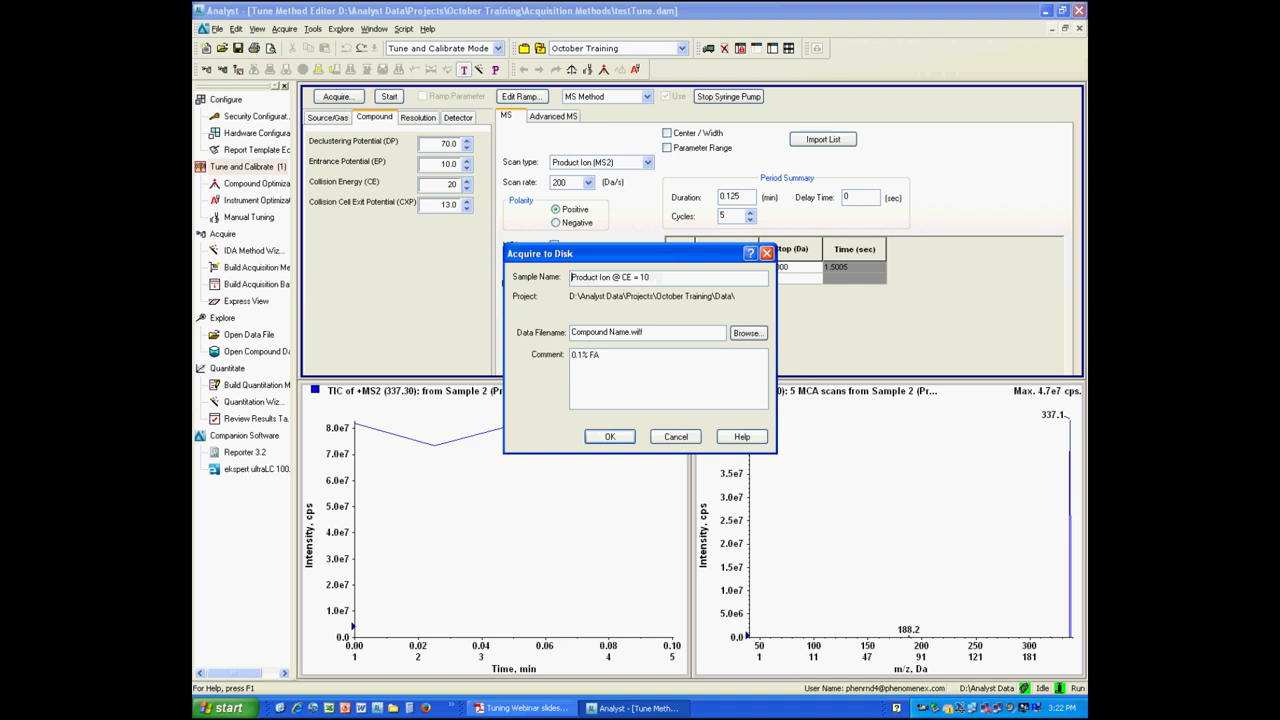 Analyst - [Tune Method Editor D:\Analyst Data\Projects\October Training\Acquisition Methods\testTune.dam]
File Edit View Acquire Tools Explore Window Script Help
Tune and Calibrate Mode October Training
Configure
Security Configurat..
Hardware Configura
Report Template Ec
Tune and Calibrate (1)
Compound Optimiza
Instrument Optimizat
Manual Tuning
Acquire
IDA Method Wiz...
Build Acquisition Me
Build Acquisition Ba
Express View
Explore
Open Data File
Open Compound Da
Quantitate
Build Quantitation M
Quantitation Wiz...
Review Results Ta..
Companion Software
Reporter 3.2
ekspert ultraLC 100.
Acquire... Start Ramp Parameter Edit Ramp... MS Method Use Stop Syringe Pump
Source/Gas Compound Resolution Detector
Declustering Potential (DP) 70.0
Entrance Potential (EP) 10.0
Collision Energy (CE) 20
Collision Cell Exit Potential (CXP) 13.0
MS Advanced MS
Center / Width
Parameter Range
Import List
Scan type: Product Ion (MS2)
Scan rate: 200 (Da/s)
Polarity
Positive
Negative
Period Summary
Duration: 0.125 (min) Delay Time: 0 (sec)
Cycles: 5
top (Da) Time (sec)
000 1.5005
Acquire to Disk
Sample Name: Product Ion @ CE = 10
Project: D:\Analyst Data\Projects\October Training\Data\
Data Filename: Compound Name.wiff Browse...
Comment: 0.1% FA
OK Cancel Help
TIC of +MS2 (337.30): from Sample 2 (Pr
8.0e7
7.0e7
6.0e7
5.0e7
4.0e7
3.0e7
2.0e7
1.0e7
0.0
Intensity, cps
0.00 0.02 0.04 0.06 0.08 0.10
1 2 3 4 5
Time, min
0): 5 MCA scans from Sample 2 (Pr... Max. 4.7e7 cps.
337.1
3.5e7
3.0e7
2.5e7
2.0e7
1.5e7
1.0e7
5.0e6
0.0
Intensity, cps
188.2
50 100 150 200 250 300
1 11 47 91 121 181
m/z, Da
For Help, press F1 User Name: phenrnd4@phenomenex.com D:\Analyst Data Idle Run
start Tuning Webinar slides... Analyst - [Tune Meth... 3:22 PM